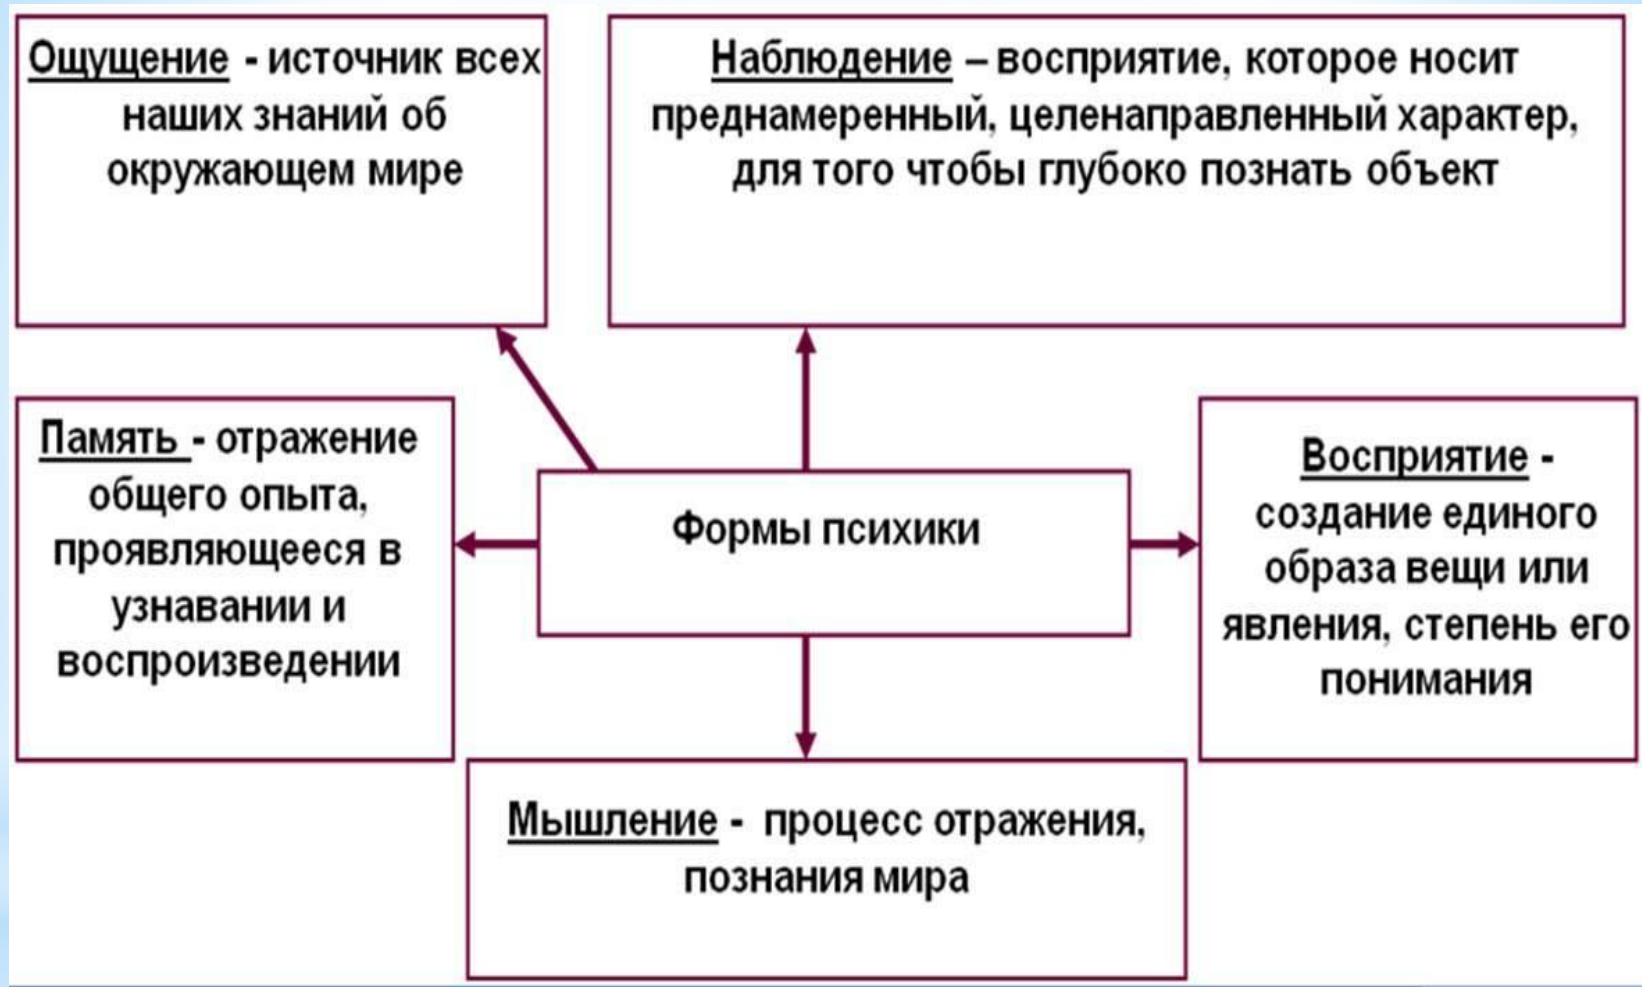 Ощущение - источник всех
наших знаний об
окружающем мире
Наблюдение – восприятие, которое носит
преднамеренный, целенаправленный характер,
для того чтобы глубоко познать объект
Память - отражение
общего опыта,
проявляющееся в
узнавании и
воспроизведении
Формы психики
Восприятие -
создание единого
образа вещи или
явления, степень его
понимания
Мышление - процесс отражения,
познания мира